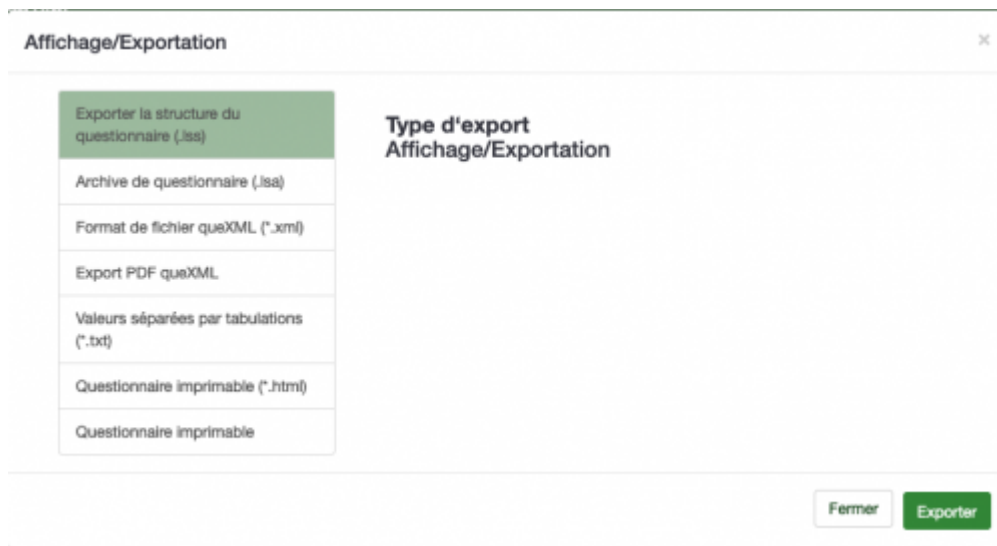 Affichage/Exportation
×
Exporter la structure du
questionnaire (.lss)
Archive de questionnaire (.lsa)
Format de fichier queXML (*.xml)
Export PDF queXML
Valeurs séparées par tabulations
(*.txt)
Questionnaire imprimable (*.html)
Questionnaire imprimable
Type d'export
Affichage/Exportation
Fermer
Exporter